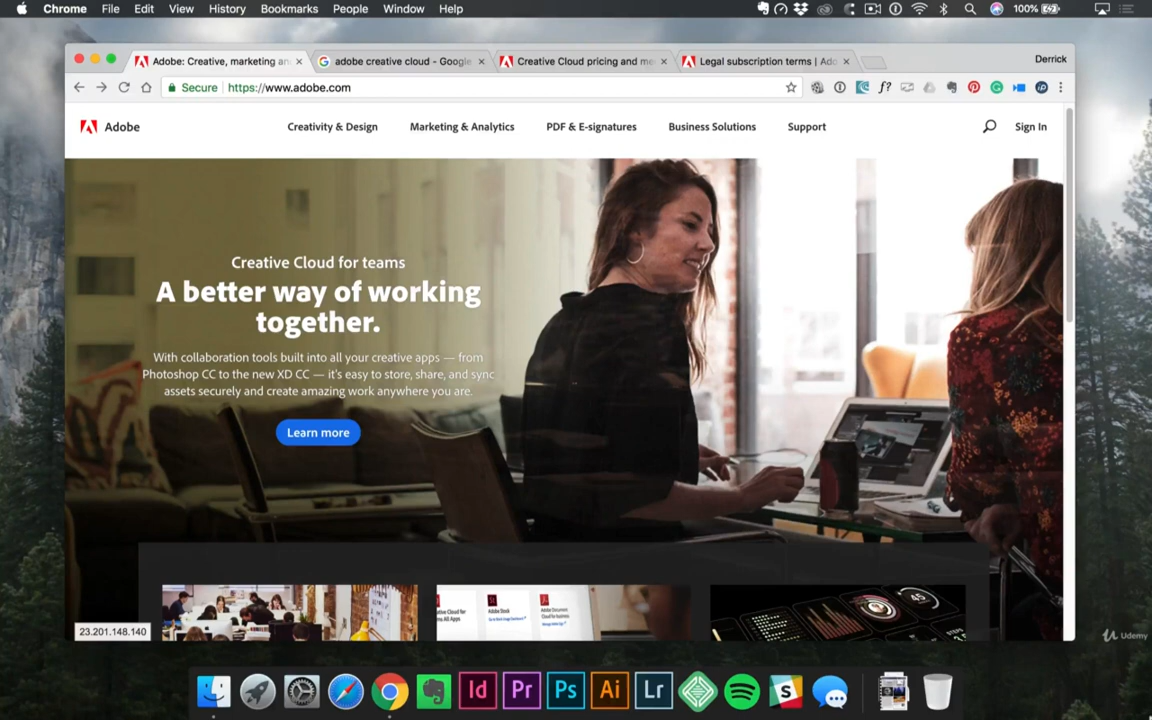 Chrome File Edit View History Bookmarks People Window Help 100%
Adobe: Creative, marketing an
adobe creative cloud - Google
Creative Cloud pricing and me
Legal subscription terms | Ado
Derrick
Secure https://www.adobe.com
f?
Adobe Creativity & Design Marketing & Analytics PDF & E-signatures Business Solutions Support Sign In
Creative Cloud for teams
A better way of working
together.
With collaboration tools built into all your creative apps — from
Photoshop CC to the new XD CC — it's easy to store, share, and sync
assets securely and create amazing work anywhere you are.
Learn more
Adobe Stock
Adobe Document
45
23.201.148.140
Udemy
Id Pr Ps Ai Lr S